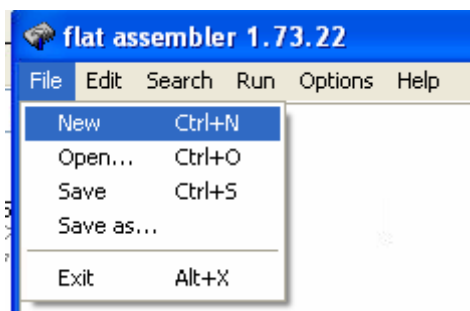 flat assembler 1.73.22
File Edit Search Run Options Help
New Ctrl+N
Open... Ctrl+O
Save Ctrl+S
Save as...
Exit Alt+X